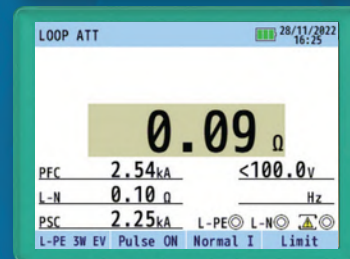 LOOP ATT 28/11/2022
16:25
0.09 Ω
PFC 2.54kA <100.0v
L-N 0.10 Ω Hz
PSC 2.25kA L-PE L-N
L-PE 3W EV Pulse ON Normal I Limit